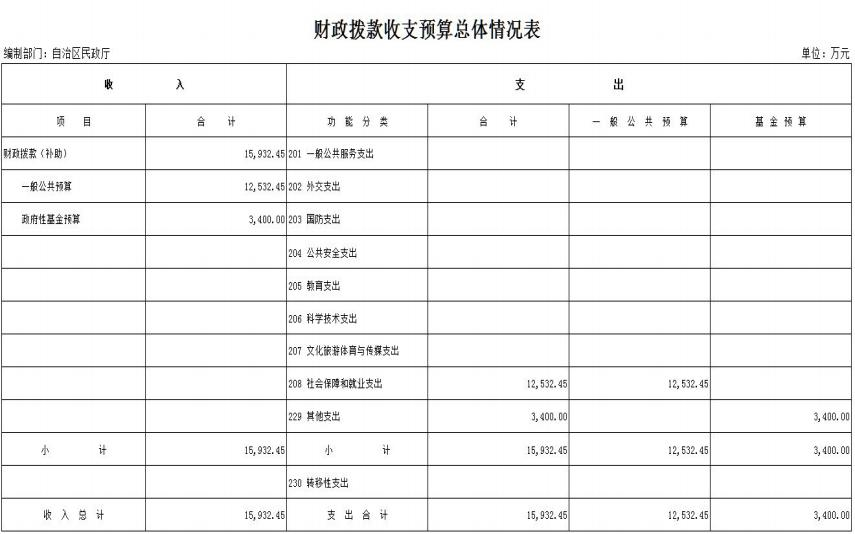 财政拨款收支预算总体情况表
编制部门：自治区民政厅 单位：万元
收 入 支 出
项 目 合 计 功 能 分 类 合 计 一 般 公 共 预 算 基 金 预 算
财政拨款（补助） 15,932.45 201 一般公共服务支出
一般公共预算 12,532.45 202 外交支出
政府性基金预算 3,400.00 203 国防支出
204 公共安全支出
205 教育支出
206 科学技术支出
207 文化旅游体育与传媒支出
208 社会保障和就业支出 12,532.45 12,532.45
229 其他支出 3,400.00 3,400.00
小 计 15,932.45 小 计 15,932.45 12,532.45 3,400.00
230 转移性支出
收 入 总 计 15,932.45 支 出 合 计 15,932.45 12,532.45 3,400.00